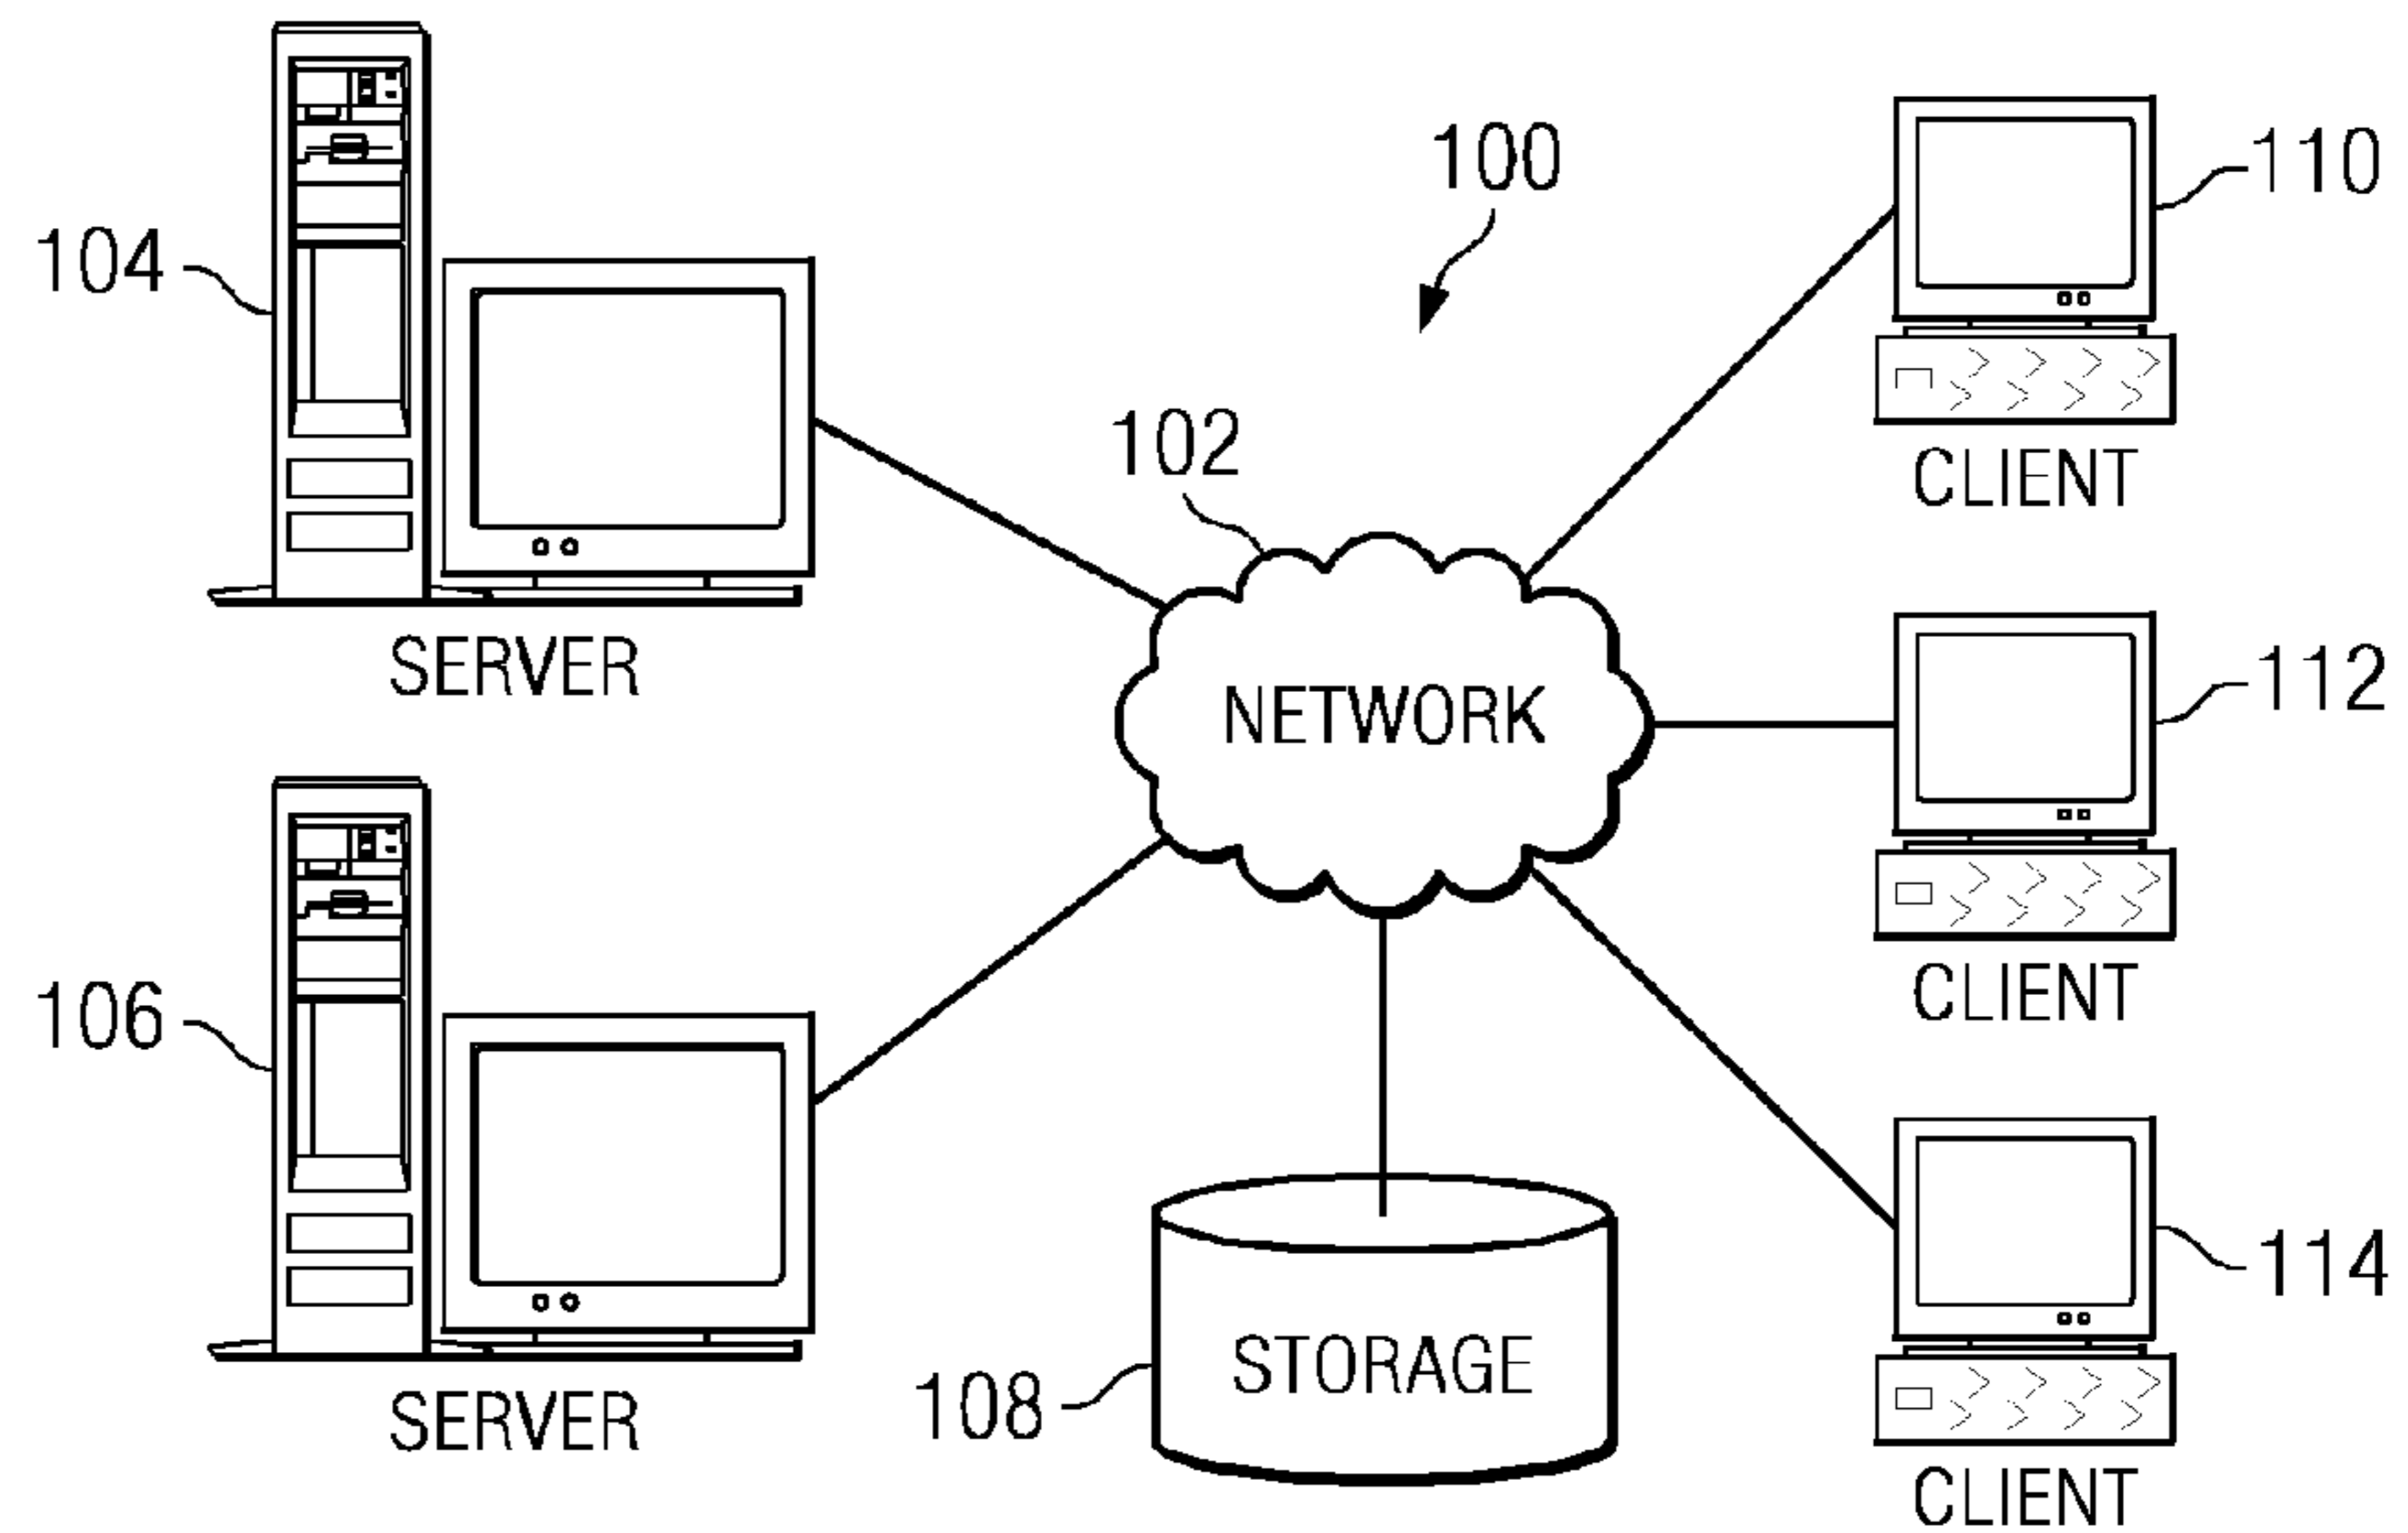 100
110
104
CLIENT
102
SERVER
112
NETWORK
CLIENT
106
114
STORAGE
108
SERVER
CLIENT